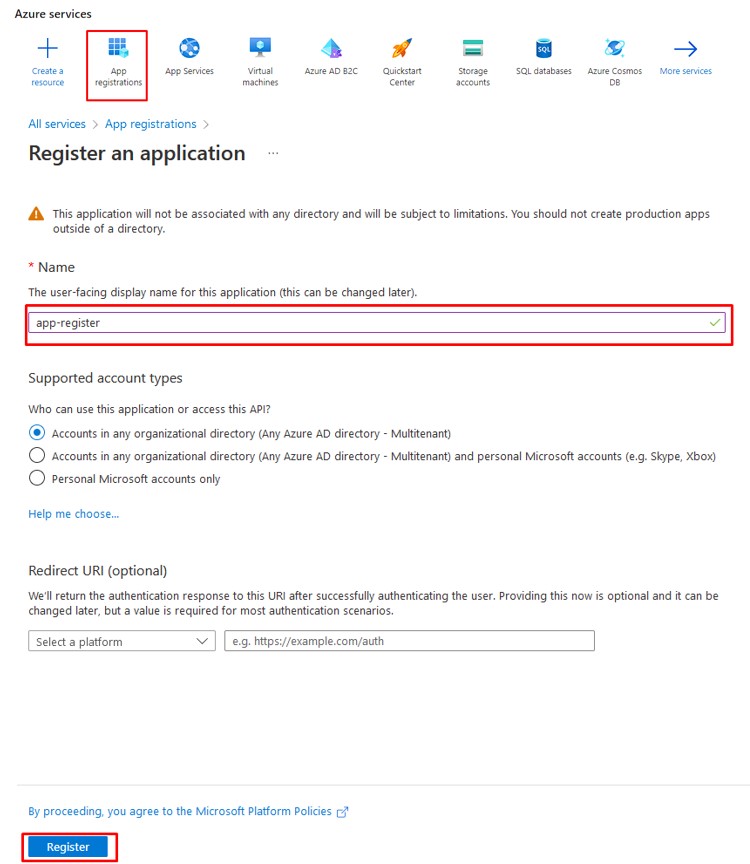 Azure services
Create a
resource
App
registrations
App Services
Virtual
machines
Azure AD B2C
Quickstart
Center
Storage
accounts
SQL databases
Azure Cosmos
DB
More services
SQL
All services > App registrations >
Register an application ...
This application will not be associated with any directory and will be subject to limitations. You should not create production apps
outside of a directory.
* Name
The user-facing display name for this application (this can be changed later).
app-register
Supported account types
Who can use this application or access this API?
Accounts in any organizational directory (Any Azure AD directory - Multitenant)
Accounts in any organizational directory (Any Azure AD directory - Multitenant) and personal Microsoft accounts (e.g. Skype, Xbox)
Personal Microsoft accounts only
Help me choose...
Redirect URI (optional)
We'll return the authentication response to this URI after successfully authenticating the user. Providing this now is optional and it can be
changed later, but a value is required for most authentication scenarios.
Select a platform
e.g. https://example.com/auth
By proceeding, you agree to the Microsoft Platform Policies
Register